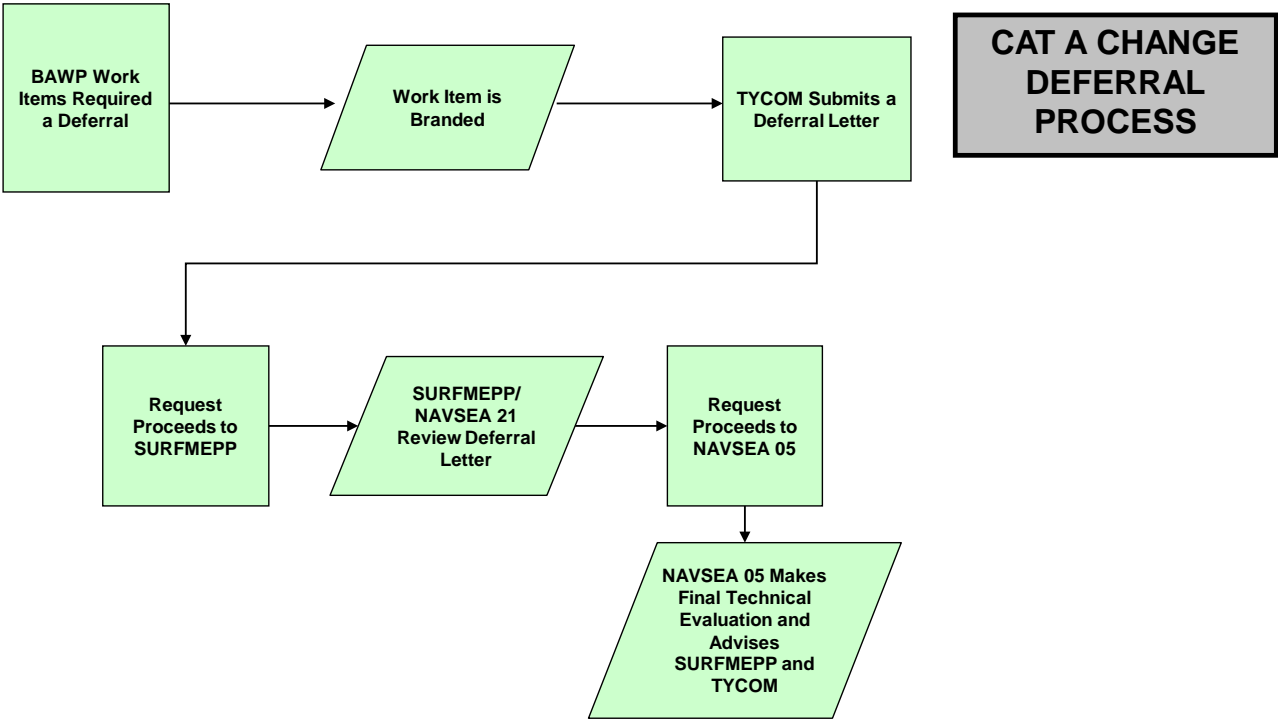 BAWP Work
Items Required
a Deferral
Work Item is
Branded
TYCOM Submits a
Deferral Letter
CAT A CHANGE
DEFERRAL
PROCESS
Request
Proceeds to
SURFMEPP
SURFMEPP/
NAVSEA 21
Review Deferral
Letter
Request
Proceeds to
NAVSEA 05
NAVSEA 05 Makes
Final Technical
Evaluation and
Advises
SURFMEPP and
TYCOM